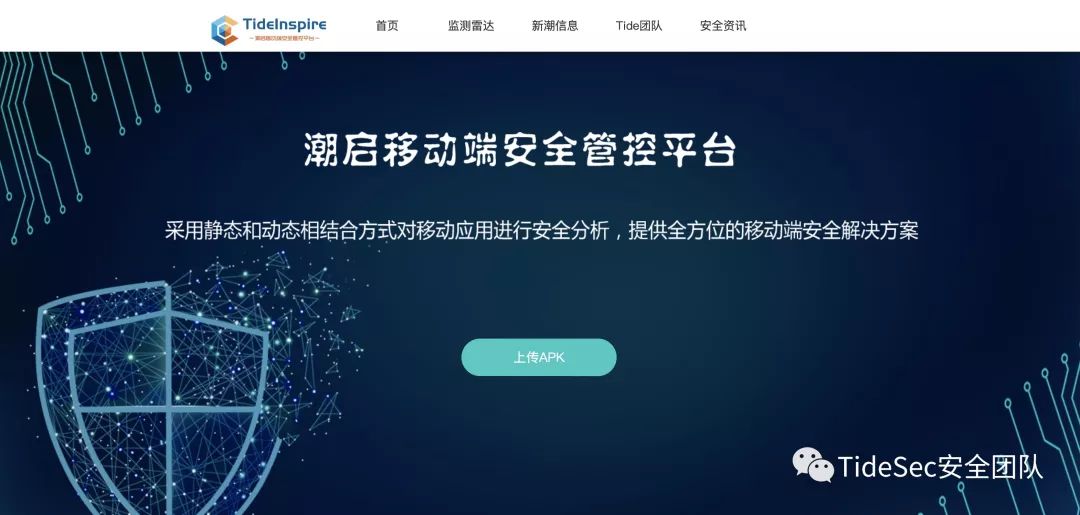 TideInspire
～潮启移动端安全管控平台～
首页 监测雷达 新潮信息 Tide团队 安全资讯
潮启移动端安全管控平台
采用静态和动态相结合方式对移动应用进行安全分析，提供全方位的移动端安全解决方案
上传APK
TideSec安全团队